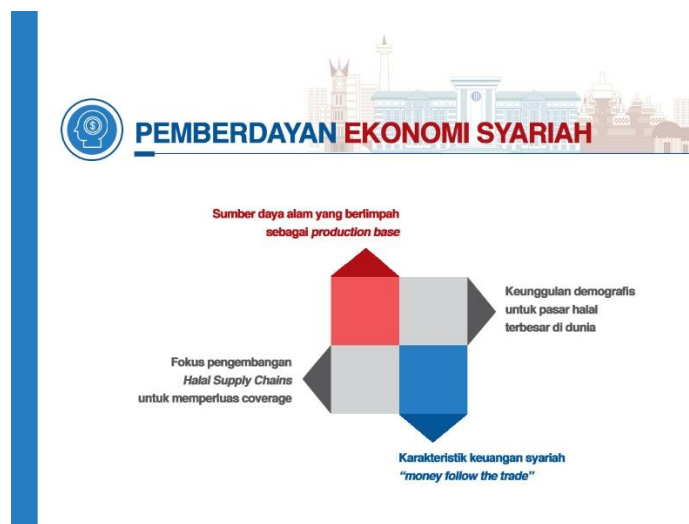 PEMBERDAYAN EKONOMI SYARIAH
Sumber daya alam yang berlimpah
sebagai production base
Keunggulan demografis
untuk pasar halal
terbesar di dunia
Fokus pengembangan
Halal Supply Chains
untuk memperluas coverage
Karakteristik keuangan syariah
“money follow the trade”